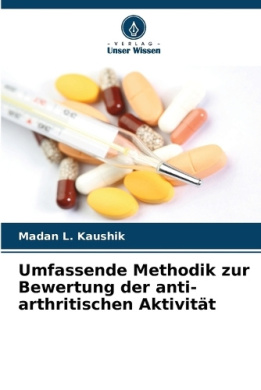 - VERLAG -
Unser Wissen
Madan L. Kaushik
Umfassende Methodik zur
Bewertung der anti-
arthritischen Aktivität